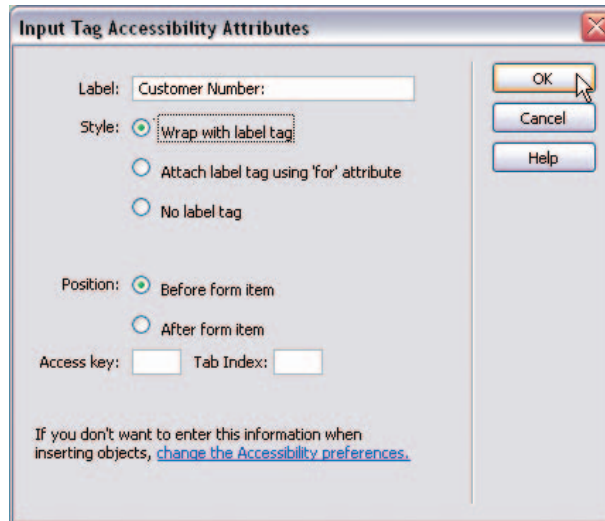 Input Tag Accessibility Attributes
Label: Customer Number:
OK
Style: Wrap with label tag
Cancel
Attach label tag using 'for' attribute
Help
No label tag
Position: Before form item
After form item
Access key: Tab Index:
If you don't want to enter this information when
inserting objects, change the Accessibility preferences.